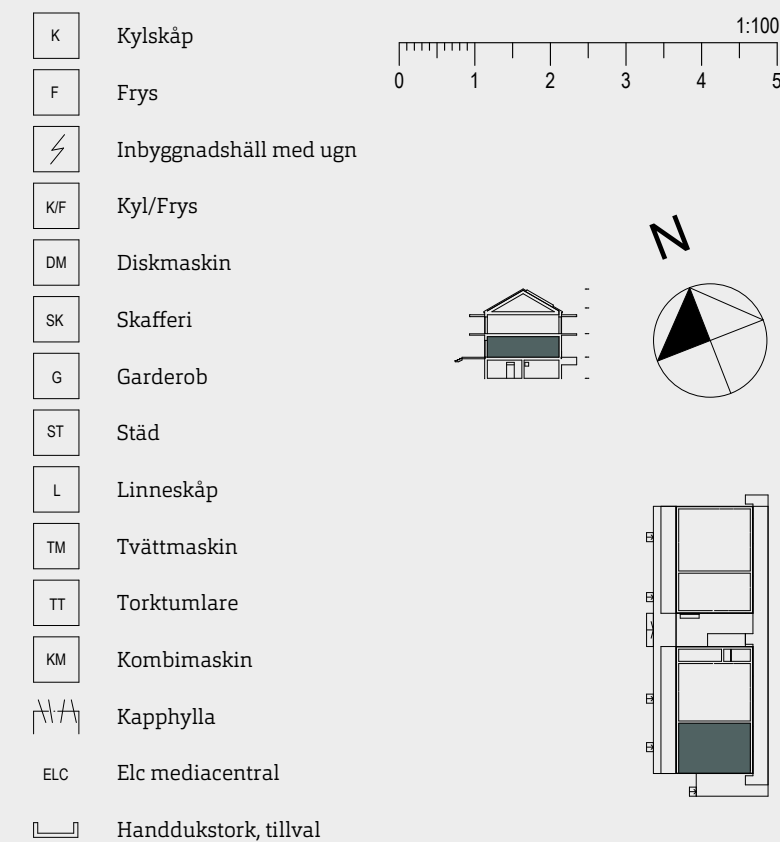 K Kylskåp
F Frys
Inbyggnadshäll med ugn
K/F Kyl/Frys
DM Diskmaskin
SK Skafferi
G Garderob
ST Städ
L Linneskåp
TM Tvättmaskin
TT Torktumlare
KM Kombimaskin
Kapphylla
ELC Elc mediacentral
Handdukstork, tillval
1:100
0 1 2 3 4 5
N